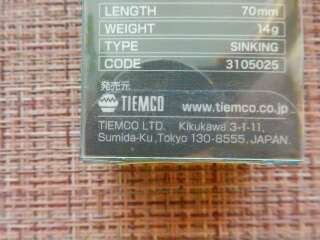 LENGTH 70mm
WEIGHT 14g
TYPE SINKING
CODE 3105025
発売元
TIEMCO www.tiemco.co.jp
TIEMCO LTD. Kikukawa 3-1-11,
Sumida-Ku, Tokyo 130-8555, JAPAN.